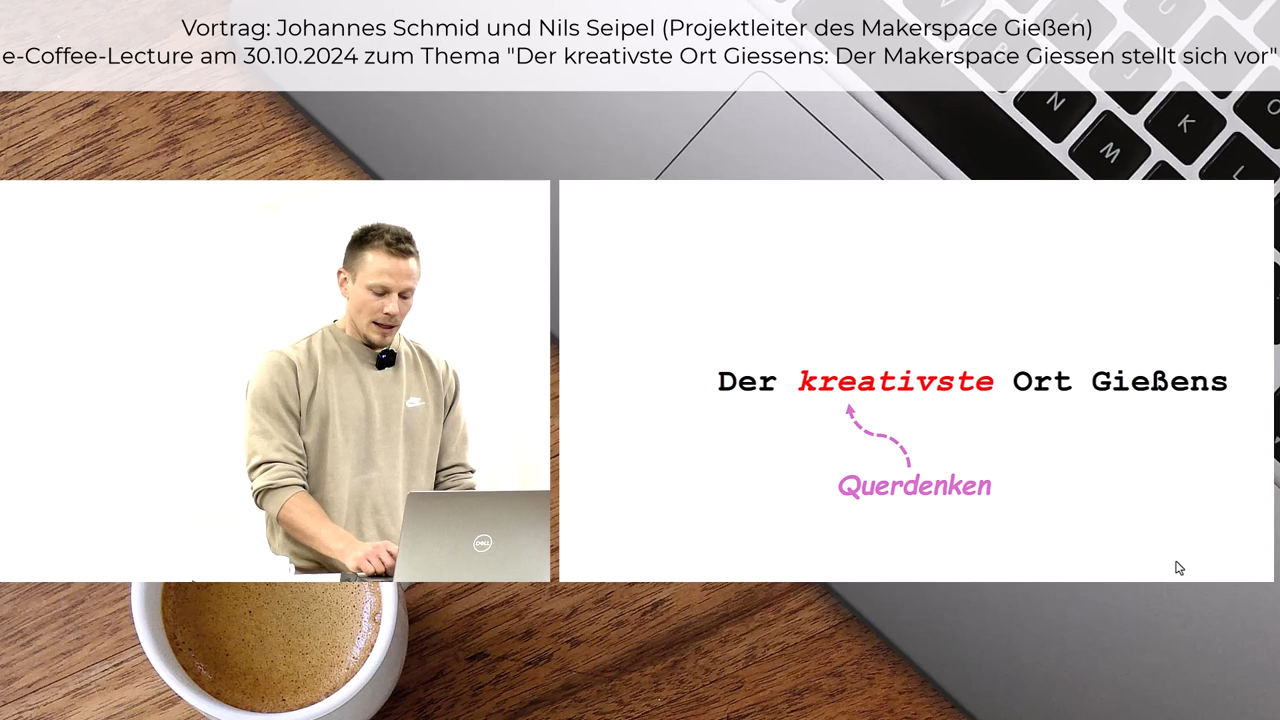 Vortrag: Johannes Schmid und Nils Seipel (Projektleiter des Makerspace Gießen)
e-Coffee-Lecture am 30.10.2024 zum Thema "Der kreativste Ort Giessens: Der Makerspace Giessen stellt sich vor"
V
U
P
J
O
N
K
M
L
Der kreativste Ort Gießens
Querdenken
DELL